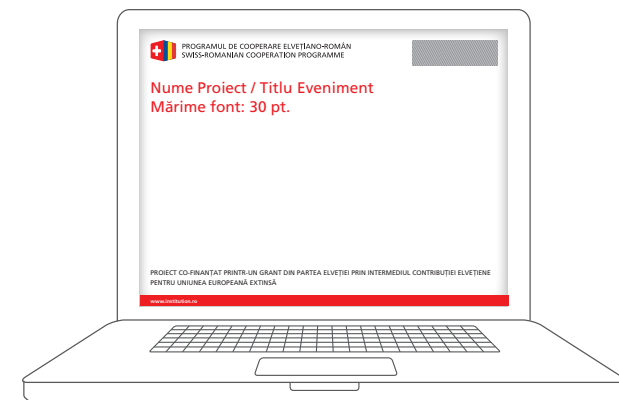 PROGRAMUL DE COOPERARE ELVEȚIANO-ROMÂN
SWISS-ROMANIAN COOPERATION PROGRAMME
Nume Proiect / Titlu Eveniment
Mărime font: 30 pt.
PROIECT CO-FINANȚAT PRINTR-UN GRANT DIN PARTEA ELVEȚIEI PRIN INTERMEDIUL CONTRIBUȚIEI ELVEȚIENE
PENTRU UNIUNEA EUROPEANĂ EXTINSĂ
www.institution.ro